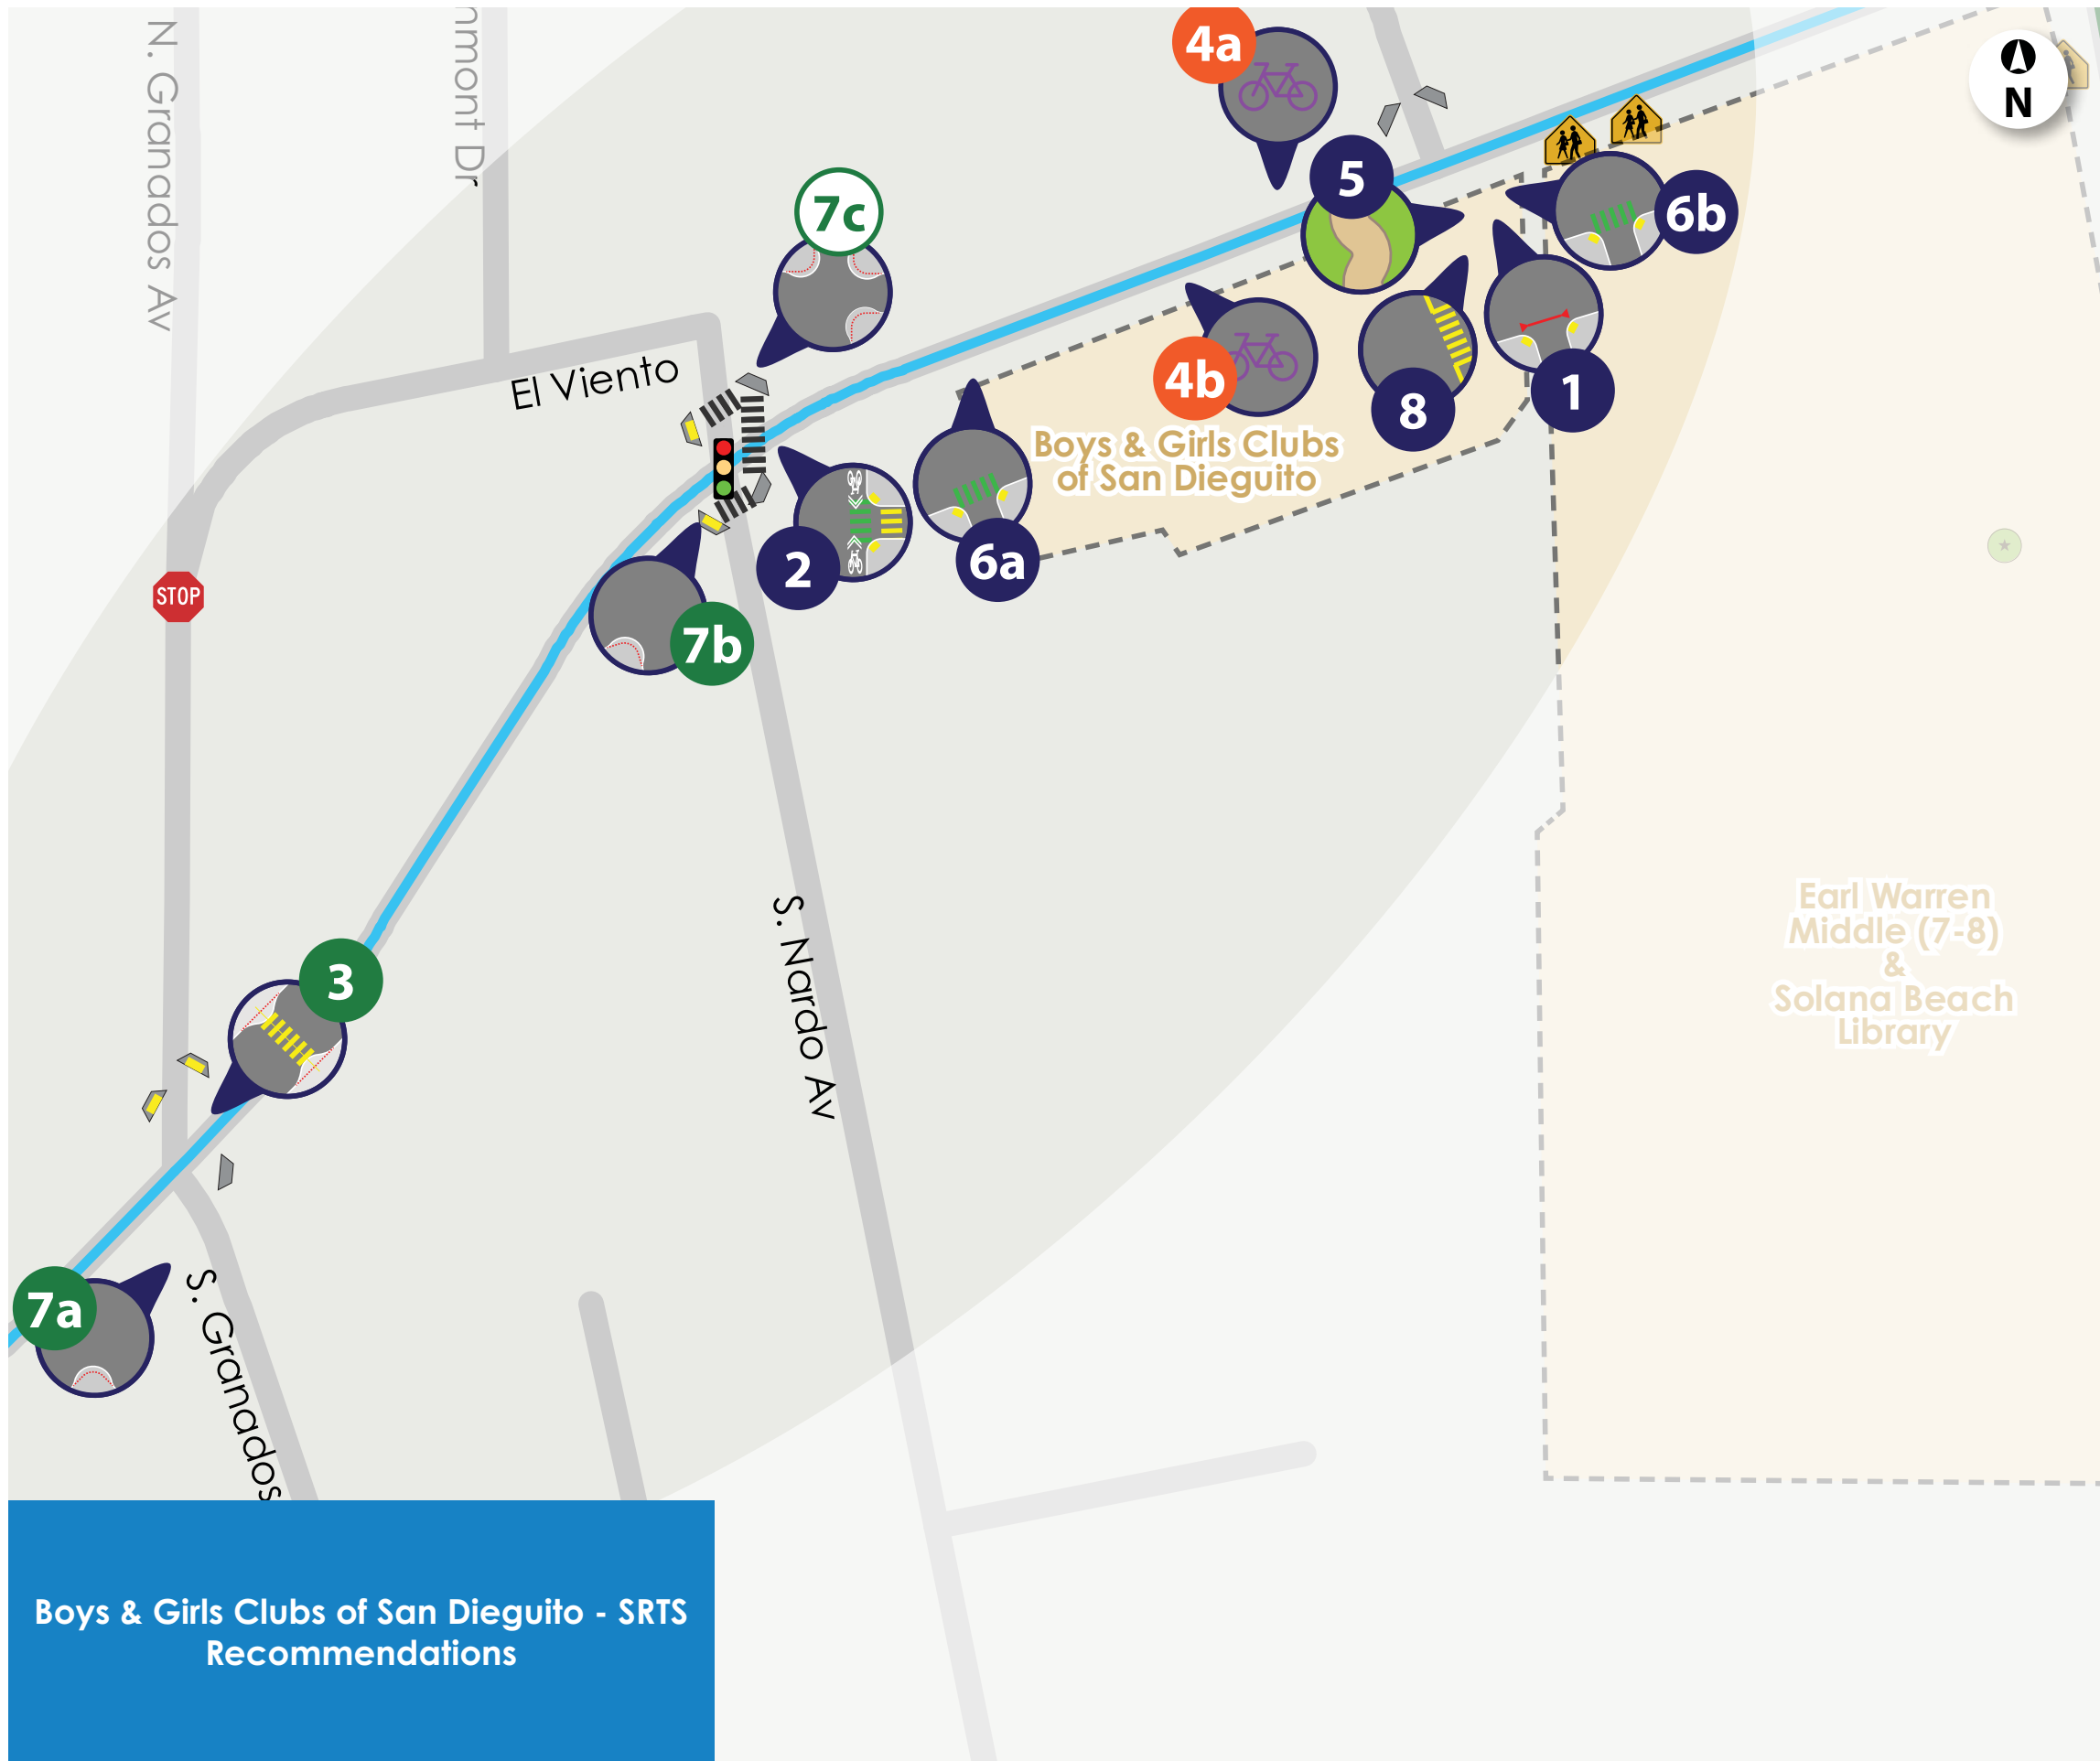 N. Granados Av
4a
N
5
6b
7c
El Viento
4b
8
1
Boys & Girls Clubs
of San Dieguito
2
6a
STOP
7b
Earl Warren
Middle (7-8)
&
Solana Beach
Library
S. Nardo Av
3
7a
S. Granados
Boys & Girls Clubs of San Dieguito - SRTS
Recommendations